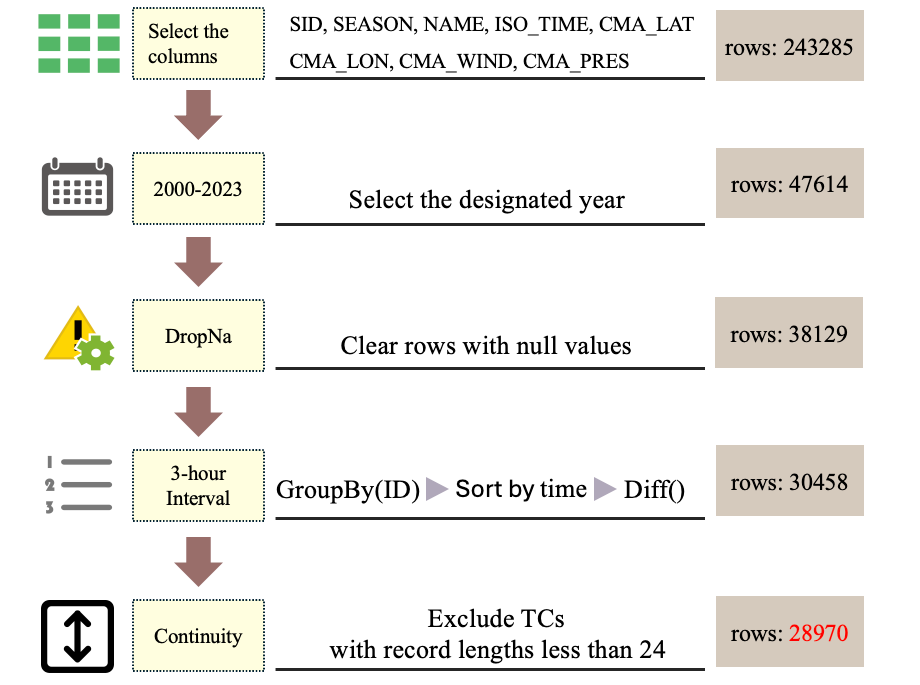 Select the
columns
SID, SEASON, NAME, ISO_TIME, CMA_LAT
CMA_LON, CMA_WIND, CMA_PRES
rows: 243285
2000-2023
Select the designated year
rows: 47614
DropNa
Clear rows with null values
rows: 38129
1
2
3
3-hour
Interval
GroupBy(ID) Sort by time Diff()
rows: 30458
Continuity
Exclude TCs
with record lengths less than 24
rows: 28970